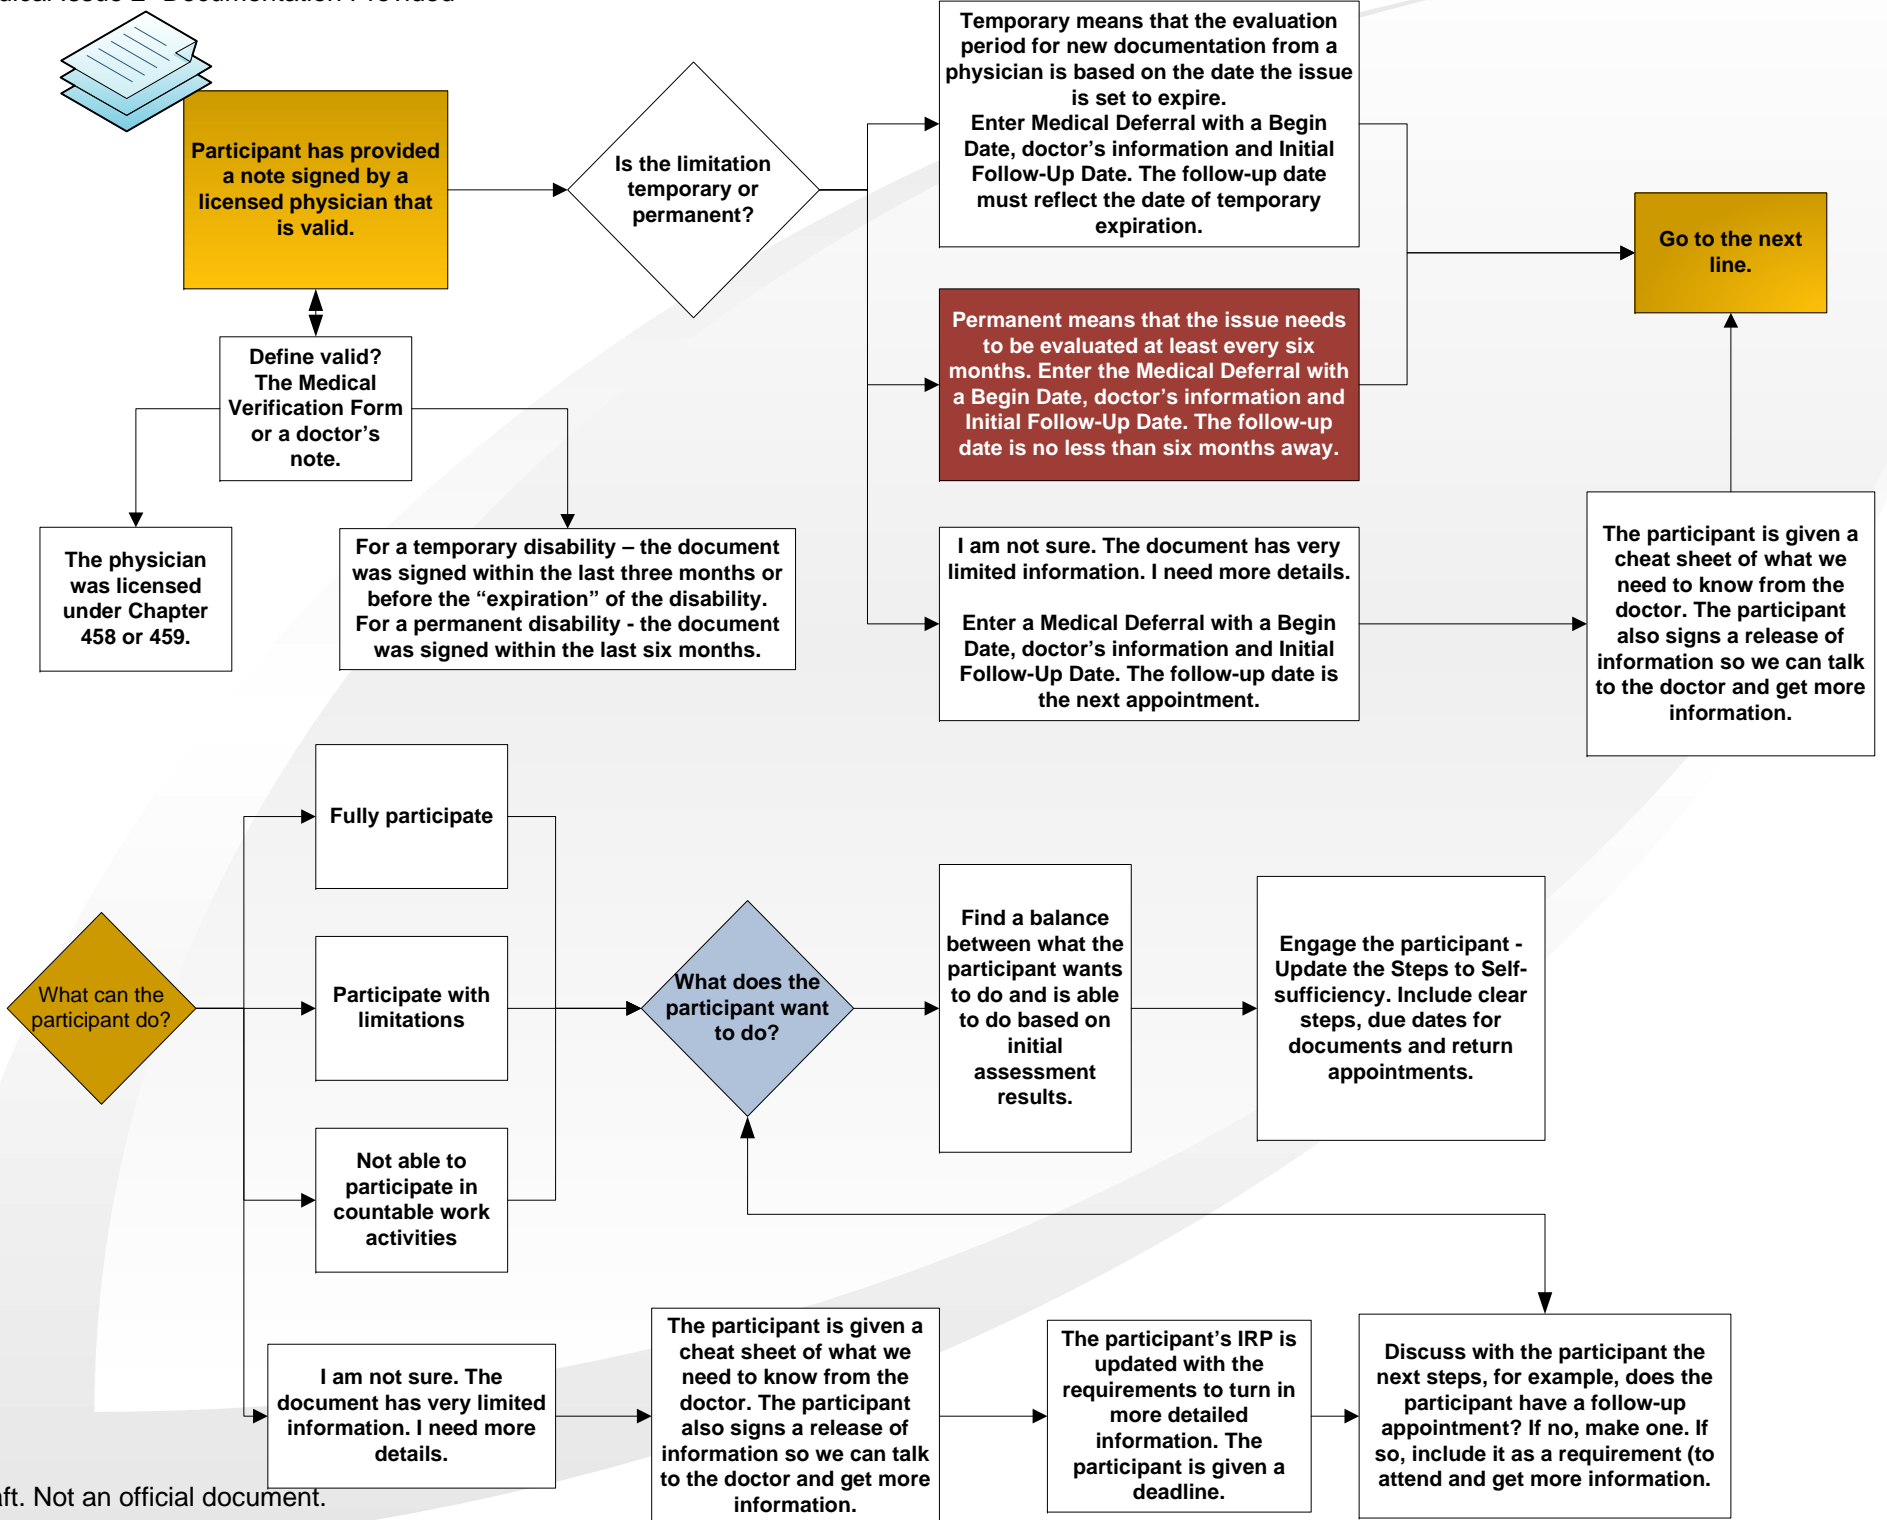 Documentation Provided
Participant has provided
a note signed by a
licensed physician that
is valid.
Is the limitation
temporary or
permanent?
Temporary means that the evaluation
period for new documentation from a
physician is based on the date the issue
is set to expire.
Enter Medical Deferral with a Begin
Date, doctor’s information and Initial
Follow-Up Date. The follow-up date
must reflect the date of temporary
expiration.
Go to the next
line.
Permanent means that the issue needs
to be evaluated at least every six
months. Enter the Medical Deferral with
a Begin Date, doctor’s information and
Initial Follow-Up Date. The follow-up
date is no less than six months away.
Define valid?
The Medical
Verification Form
or a doctor’s
note.
The physician
was licensed
under Chapter
458 or 459.
For a temporary disability – the document
was signed within the last three months or
before the “expiration” of the disability.
For a permanent disability - the document
was signed within the last six months.
I am not sure. The document has very
limited information. I need more details.
Enter a Medical Deferral with a Begin
Date, doctor’s information and Initial
Follow-Up Date. The follow-up date is
the next appointment.
The participant is given a
cheat sheet of what we
need to know from the
doctor. The participant
also signs a release of
information so we can talk
to the doctor and get more
information.
What can the
participant do?
Fully participate
Participate with
limitations
Not able to
participate in
countable work
activities
What does the
participant want
to do?
Find a balance
between what the
participant wants
to do and is able
to do based on
initial
assessment
results.
Engage the participant -
Update the Steps to Self-
sufficiency. Include clear
steps, due dates for
documents and return
appointments.
I am not sure. The
document has very limited
information. I need more
details.
The participant is given a
cheat sheet of what we
need to know from the
doctor. The participant
also signs a release of
information so we can talk
to the doctor and get more
information.
The participant’s IRP is
updated with the
requirements to turn in
more detailed
information. The
participant is given a
deadline.
Discuss with the participant the
next steps, for example, does the
participant have a follow-up
appointment? If no, make one. If
so, include it as a requirement (to
attend and get more information.
Not an official document.